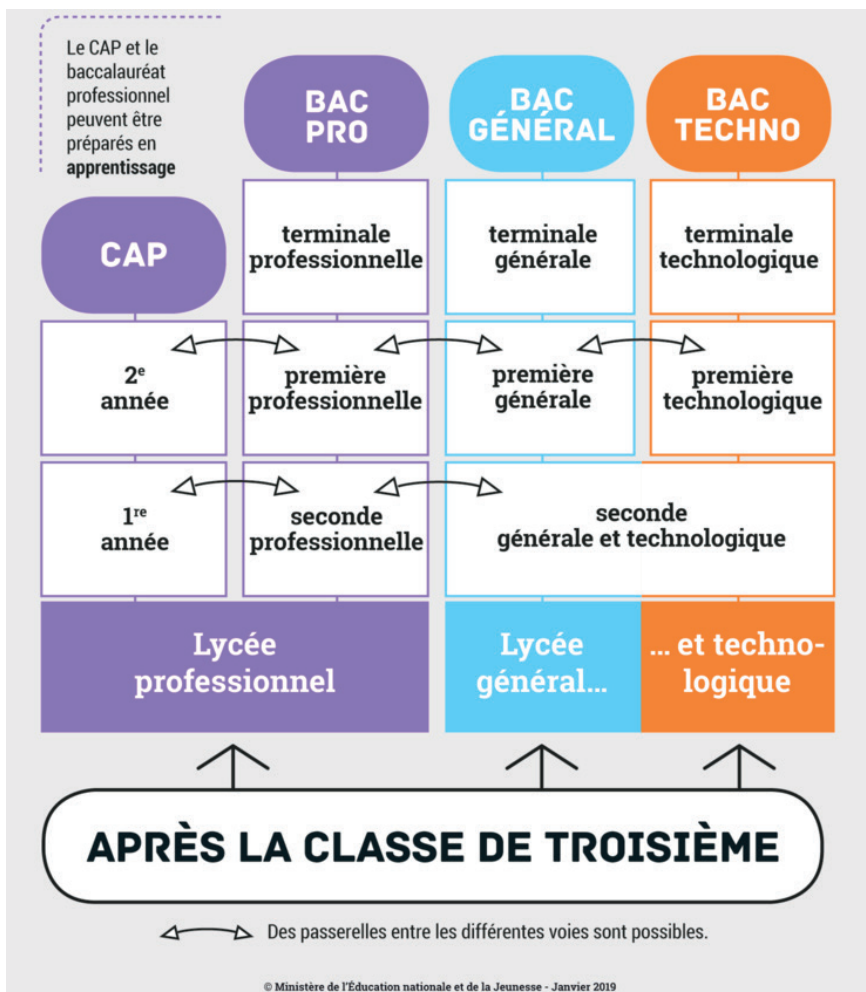 Le CAP et le
baccalauréat
professionnel
peuvent être
préparés en
apprentissage
BAC
PRO
BAC
GÉNÉRAL
BAC
TECHNO
CAP
terminale
professionnelle
terminale
générale
terminale
technologique
2e
année
première
professionnelle
première
générale
première
technologique
1re
année
seconde
professionnelle
seconde
générale et technologique
Lycée
professionnel
Lycée
général...
... et techno-
logique
APRÈS LA CLASSE DE TROISIÈME
Des passerelles entre les différentes voies sont possibles.
© Ministère de l'Éducation nationale et de la Jeunesse - Janvier 2019